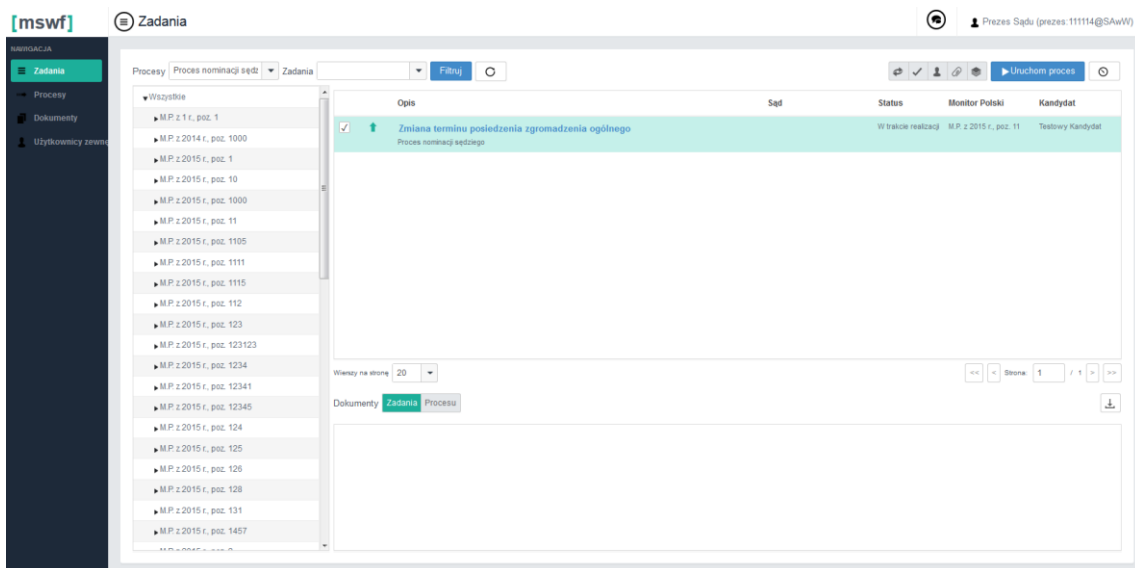 [mswf]
Zadania
Prezes Sądu (prezes:111114@SAwW)
NAWIGACJA
Zadania
Procesy
Dokumenty
Użytkownicy zewnę
Procesy Proces nominacji sędz Zadania Filtruj
Uruchom proces
Wszystkie
M.P. z 1 r., poz. 1
M.P. z 2014 r., poz. 1000
M.P. z 2015 r., poz. 1
M.P. z 2015 r., poz. 10
M.P. z 2015 r., poz. 1000
M.P. z 2015 r., poz. 11
M.P. z 2015 r., poz. 1105
M.P. z 2015 r., poz. 1111
M.P. z 2015 r., poz. 1115
M.P. z 2015 r., poz. 112
M.P. z 2015 r., poz. 123
M.P. z 2015 r., poz. 123123
M.P. z 2015 r., poz. 1234
M.P. z 2015 r., poz. 12341
M.P. z 2015 r., poz. 12345
M.P. z 2015 r., poz. 124
M.P. z 2015 r., poz. 125
M.P. z 2015 r., poz. 126
M.P. z 2015 r., poz. 128
M.P. z 2015 r., poz. 131
M.P. z 2015 r., poz. 1457
Opis Sąd Status Monitor Polski Kandydat
Zmiana terminu posiedzenia zgromadzenia ogólnego W trakcie realizacji M.P. z 2015 r., poz. 11 Testowy Kandydat
Proces nominacji sędziego
Wierszy na stronę 20
<< < Strona: 1 / 1 > >>
Dokumenty Zadania Procesu